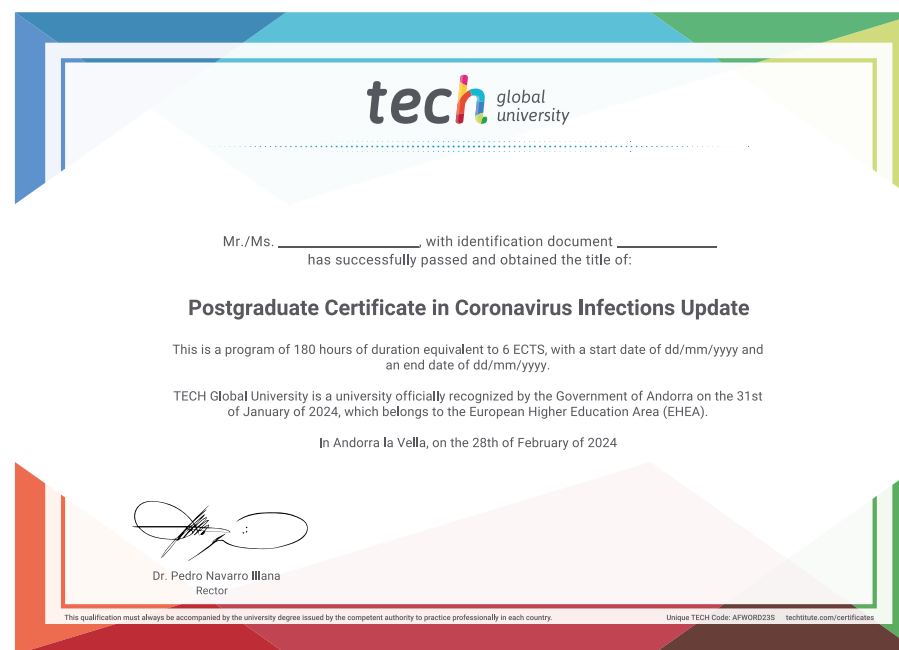 tech global
university
Mr./Ms. ____________________, with identification document ______________
has successfully passed and obtained the title of:
Postgraduate Certificate in Coronavirus Infections Update
This is a program of 180 hours of duration equivalent to 6 ECTS, with a start date of dd/mm/yyyy and
an end date of dd/mm/yyyy.
TECH Global University is a university officially recognized by the Government of Andorra on the 31st
of January of 2024, which belongs to the European Higher Education Area (EHEA).
In Andorra la Vella, on the 28th of February of 2024
Dr. Pedro Navarro Illana
Rector
This qualification must always be accompanied by the university degree issued by the competent authority to practice professionally in each country.
Unique TECH Code: AFWORD23S techtitute.com/certificates